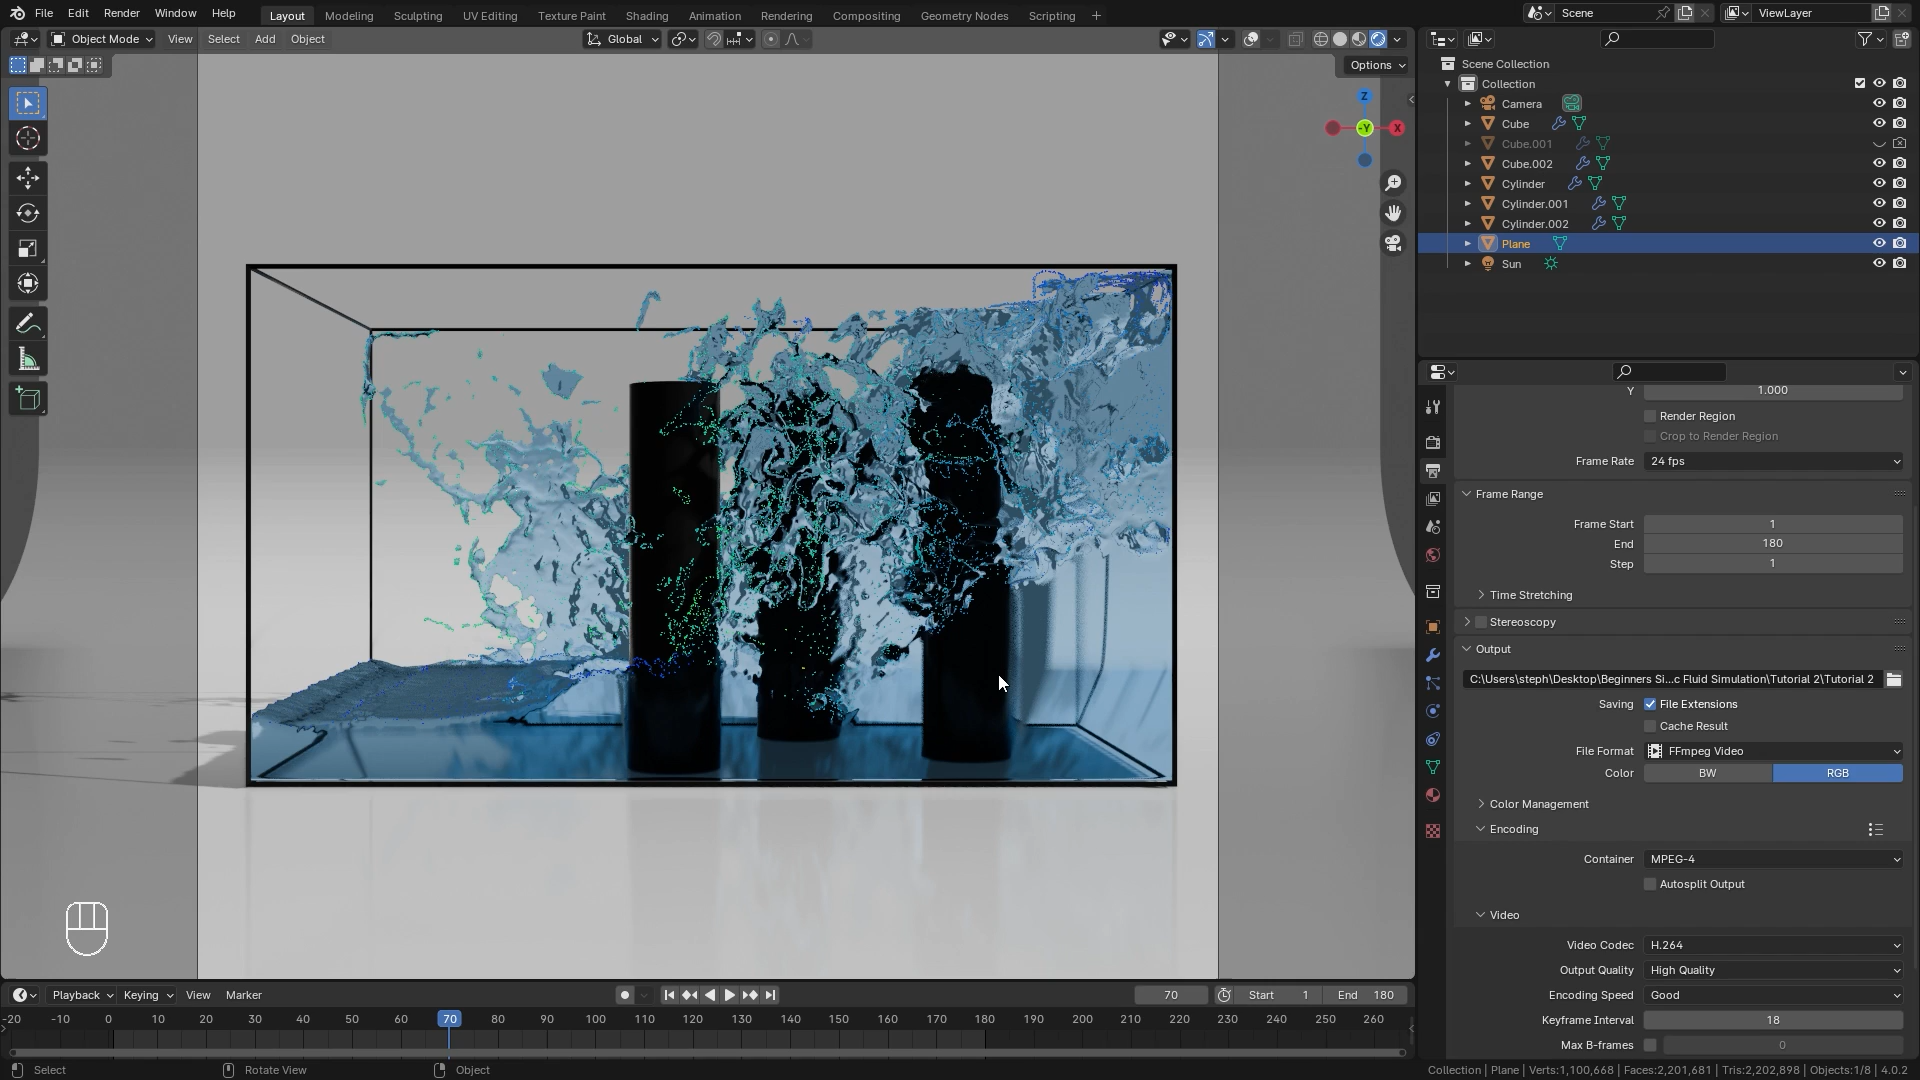 File Edit Render Window Help Layout Modeling Sculpting UV Editing Texture Paint Shading Animation Rendering Compositing Geometry Nodes Scripting + Scene ViewLayer
Object Mode View Select Add Object Global
Options
Z
-Y X
Scene Collection
Collection
Camera
Cube
Cube.001
Cube.002
Cylinder
Cylinder.001
Cylinder.002
Plane
Sun
Y 1.000
Render Region
Crop to Render Region
Frame Rate 24 fps
Frame Range
Frame Start 1
End 180
Step 1
Time Stretching
Stereoscopy
Output
C:\Users\steph\Desktop\Beginners Si...c Fluid Simulation\Tutorial 2\Tutorial 2
Saving File Extensions
Cache Result
File Format FFmpeg Video
Color BW RGB
Color Management
Encoding
Container MPEG-4
Autosplit Output
Video
Video Codec H.264
Output Quality High Quality
Encoding Speed Good
Keyframe Interval 18
Max B-frames 0
Playback Keying View Marker 70 Start 1 End 180
-20 -10 0 10 20 30 40 50 60 70 80 90 100 110 120 130 140 150 160 170 180 190 200 210 220 230 240 250 260
Select Rotate View Object Collection | Plane | Verts:1,100,668 | Faces:2,201,681 | Tris:2,202,898 | Objects:1/8 | 4.0.2